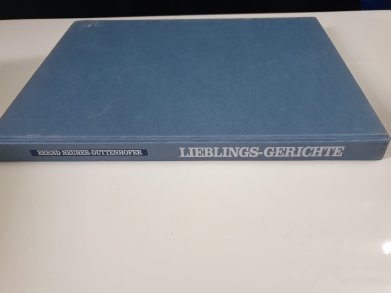 BERND NEUNER-DUTTENHOFER
LIEBLINGS-GERICHTE